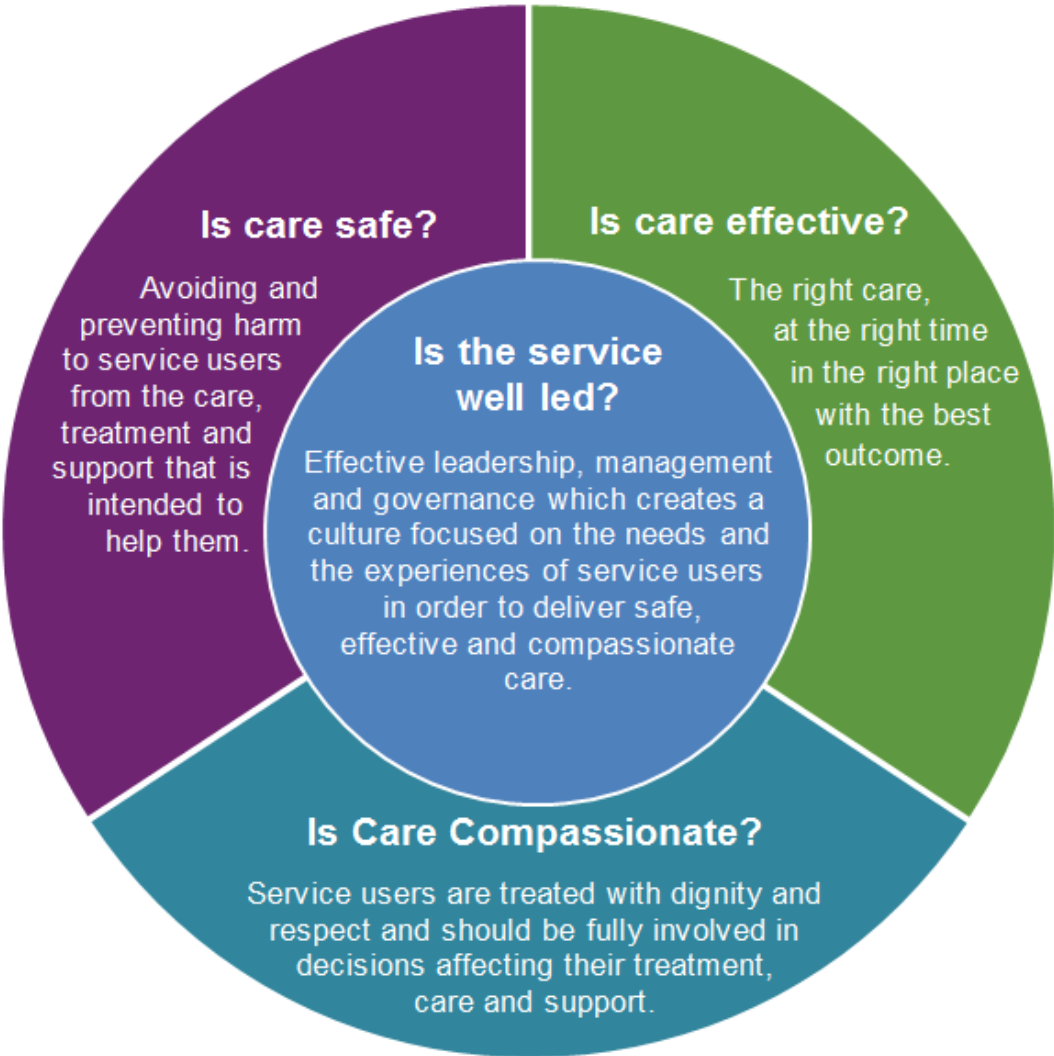 Is care safe?
Avoiding and
preventing harm
to service users
from the care,
treatment and
support that is
intended to
help them.
Is care effective?
The right care,
at the right time
in the right place
with the best
outcome.
Is the service
well led?
Effective leadership, management
and governance which creates a
culture focused on the needs and
the experiences of service users
in order to deliver safe,
effective and compassionate
care.
Is Care Compassionate?
Service users are treated with dignity and
respect and should be fully involved in
decisions affecting their treatment,
care and support.